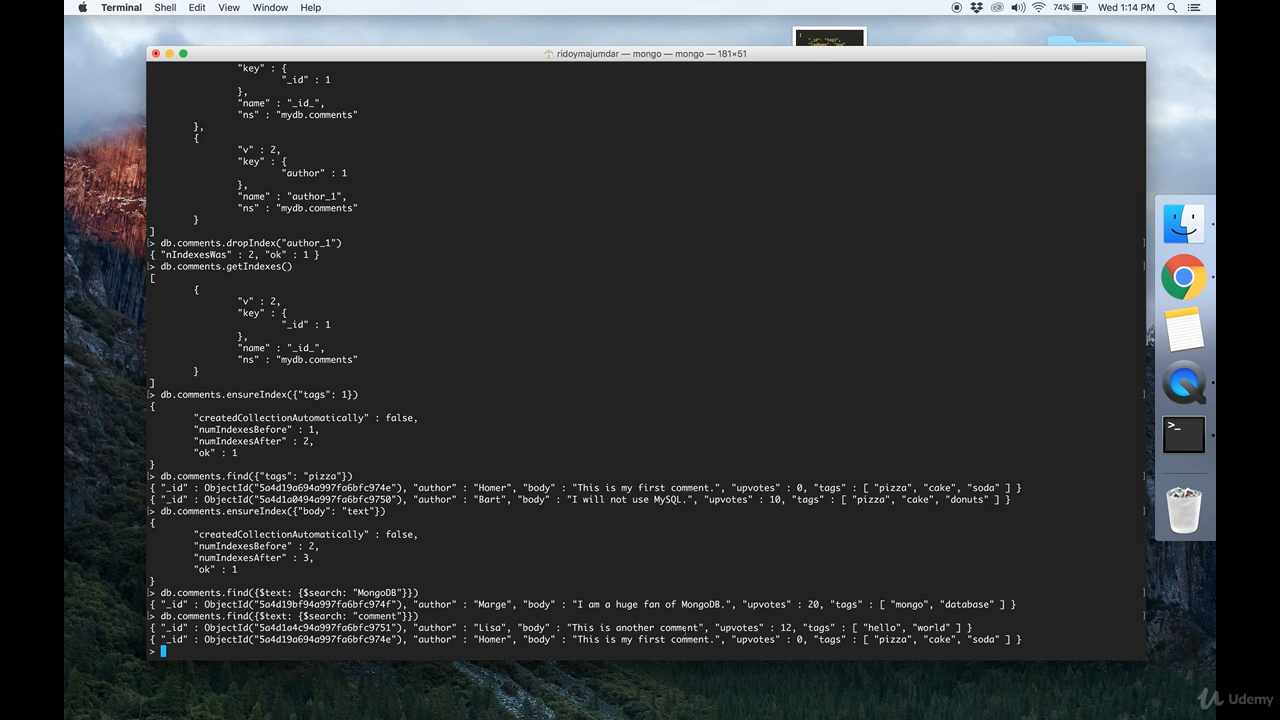 Terminal Shell Edit View Window Help 74% Wed 1:14 PM
ridoymajumdar — mongo — mongo — 181×51
"key" : {
"_id" : 1
},
"name" : "_id_",
"ns" : "mydb.comments"
},
{
"v" : 2,
"key" : {
"author" : 1
},
"name" : "author_1",
"ns" : "mydb.comments"
}
]
> db.comments.dropIndex("author_1")
{ "nIndexesWas" : 2, "ok" : 1 }
> db.comments.getIndexes()
[
{
"v" : 2,
"key" : {
"_id" : 1
},
"name" : "_id_",
"ns" : "mydb.comments"
}
]
> db.comments.ensureIndex({"tags": 1})
{
"createdCollectionAutomatically" : false,
"numIndexesBefore" : 1,
"numIndexesAfter" : 2,
"ok" : 1
}
> db.comments.find({"tags": "pizza"})
{ "_id" : ObjectId("5a4d19a694a997fa6bfc974e"), "author" : "Homer", "body" : "This is my first comment.", "upvotes" : 0, "tags" : [ "pizza", "cake", "soda" ] }
{ "_id" : ObjectId("5a4d1a0494a997fa6bfc9750"), "author" : "Bart", "body" : "I will not use MySQL.", "upvotes" : 10, "tags" : [ "pizza", "cake", "donuts" ] }
> db.comments.ensureIndex({"body": "text"})
{
"createdCollectionAutomatically" : false,
"numIndexesBefore" : 2,
"numIndexesAfter" : 3,
"ok" : 1
}
> db.comments.find({$text: {$search: "MongoDB"}})
{ "_id" : ObjectId("5a4d19bf94a997fa6bfc974f"), "author" : "Marge", "body" : "I am a huge fan of MongoDB.", "upvotes" : 20, "tags" : [ "mongo", "database" ] }
> db.comments.find({$text: {$search: "comment"}})
{ "_id" : ObjectId("5a4d1a4c94a997fa6bfc9751"), "author" : "Lisa", "body" : "This is another comment", "upvotes" : 12, "tags" : [ "hello", "world" ] }
{ "_id" : ObjectId("5a4d19a694a997fa6bfc974e"), "author" : "Homer", "body" : "This is my first comment.", "upvotes" : 0, "tags" : [ "pizza", "cake", "soda" ] }
>
Udemy